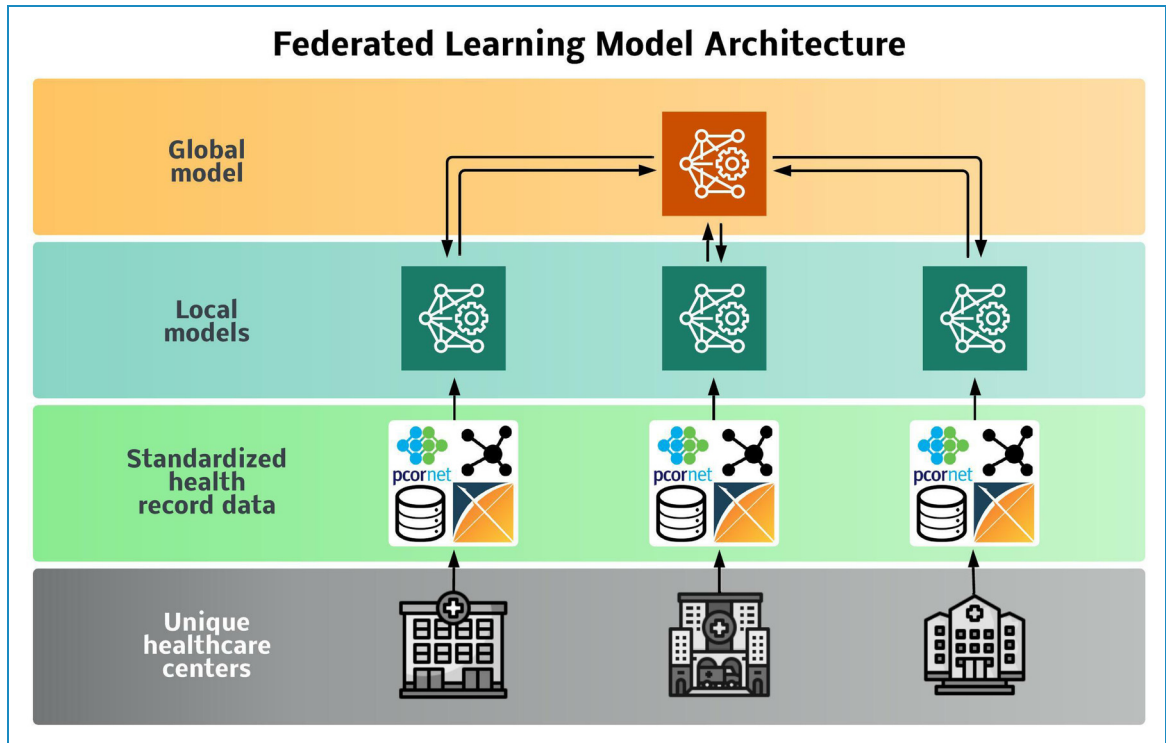 Federated Learning Model Architecture
Global
model
Local
models
Standardized
health
record data
pcornet
pcornet
pcornet
Unique
healthcare
centers